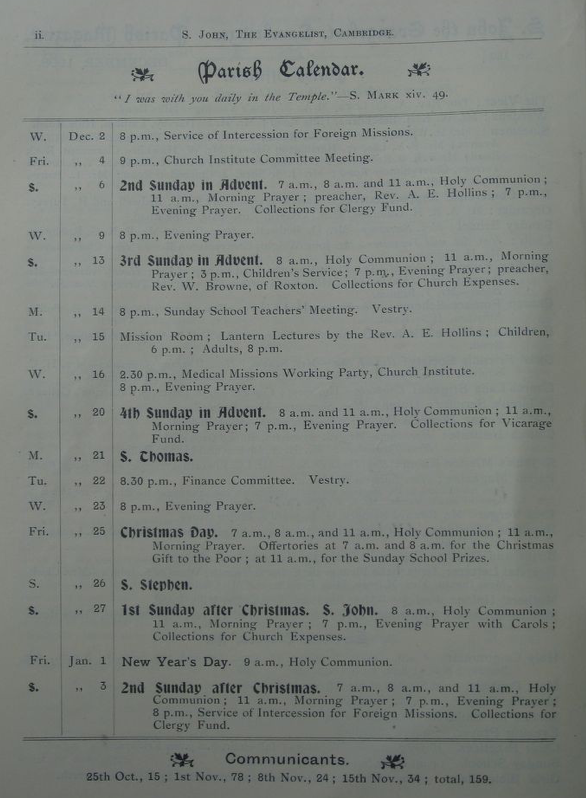 ii. S. John, The Evangelist, Cambridge.
Parish Calendar.
"I was with you daily in the Temple."—S. Mark xiv. 49.
W. Dec. 2 8 p.m., Service of Intercession for Foreign Missions.
Fri. ,, 4 9 p.m., Church Institute Committee Meeting.
S. ,, 6 2nd Sunday in Advent. 7 a.m., 8 a.m. and 11 a.m., Holy Communion;
11 a.m., Morning Prayer; preacher, Rev. A. E. Hollins; 7 p.m.,
Evening Prayer. Collections for Clergy Fund.
W. ,, 9 8 p.m., Evening Prayer.
S. ,, 13 3rd Sunday in Advent. 8 a.m., Holy Communion; 11 a.m., Morning
Prayer; 3 p.m., Children's Service; 7 p.m., Evening Prayer; preacher,
Rev. W. Browne, of Roxton. Collections for Church Expenses.
M. ,, 14 8 p.m., Sunday School Teachers' Meeting. Vestry.
Tu. ,, 15 Mission Room; Lantern Lectures by the Rev. A. E. Hollins; Children,
6 p.m.; Adults, 8 p.m.
W. ,, 16 2.30 p.m., Medical Missions Working Party, Church Institute.
8 p.m., Evening Prayer.
S. ,, 20 4th Sunday in Advent. 8 a.m. and 11 a.m., Holy Communion; 11 a.m.,
Morning Prayer; 7 p.m., Evening Prayer. Collections for Vicarage
Fund.
M. ,, 21 S. Thomas.
Tu. ,, 22 8.30 p.m., Finance Committee. Vestry.
W. ,, 23 8 p.m., Evening Prayer.
Fri. ,, 25 Christmas Day. 7 a.m., 8 a.m., and 11 a.m., Holy Communion; 11 a.m.,
Morning Prayer. Offertories at 7 a.m. and 8 a.m. for the Christmas
Gift to the Poor; at 11 a.m., for the Sunday School Prizes.
S. ,, 26 S. Stephen.
S. ,, 27 1st Sunday after Christmas. S. John. 8 a.m., Holy Communion;
11 a.m., Morning Prayer; 7 p.m., Evening Prayer with Carols;
Collections for Church Expenses.
Fri. Jan. 1 New Year's Day. 9 a.m., Holy Communion.
S. ,, 3 2nd Sunday after Christmas. 7 a.m., 8 a.m., and 11 a.m., Holy
Communion; 11 a.m., Morning Prayer; 7 p.m., Evening Prayer;
8 p.m., Service of Intercession for Foreign Missions. Collections for
Clergy Fund.
Communicants.
25th Oct., 15; 1st Nov., 78; 8th Nov., 24; 15th Nov., 34; total, 159.